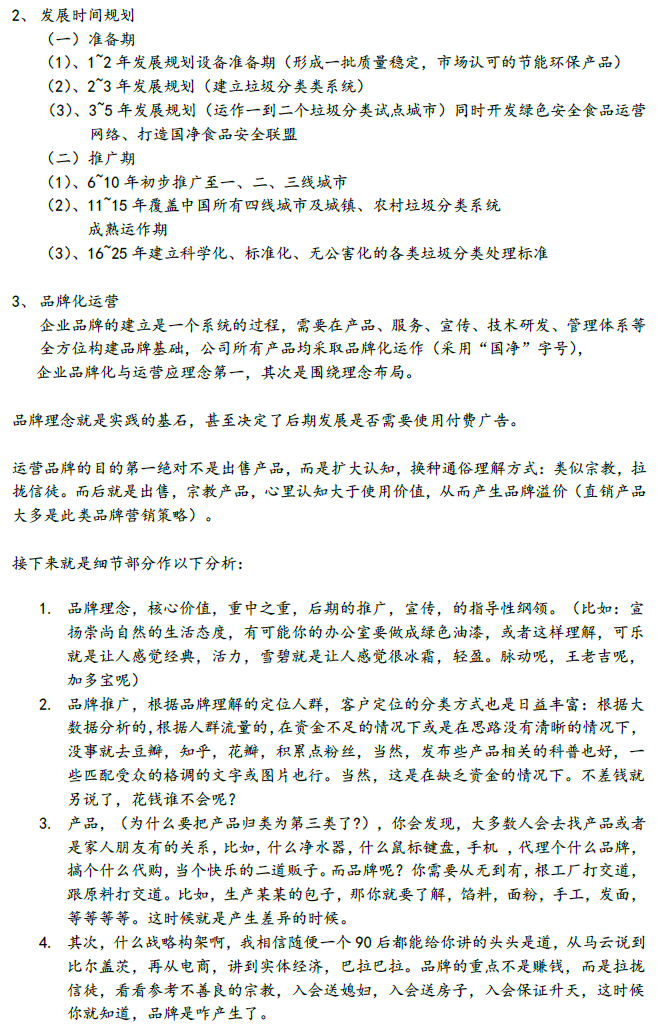 2、 发展时间规划
(一) 准备期
(1)、1~2 年发展规划设备准备期（形成一批质量稳定，市场认可的节能环保产品）
(2)、2~3 年发展规划（建立垃圾分类类系统）
(3)、3~5 年发展规划（运作一到二个垃圾分类试点城市）同时开发绿色安全食品运营
网络、打造国净食品安全联盟
(二) 推广期
(1)、6~10 年初步推广至一、二、三线城市
(2)、11~15 年覆盖中国所有四线城市及城镇、农村垃圾分类系统
成熟运作期
(3)、16~25 年建立科学化、标准化、无公害化的各类垃圾分类处理标准
3、 品牌化运营
企业品牌的建立是一个系统的过程，需要在产品、服务、宣传、技术研发、管理体系等
全方位构建品牌基础，公司所有产品均采取品牌化运作（采用“国净”字号），
企业品牌化与运营应理念第一，其次是围绕理念布局。
品牌理念就是实践的基石，甚至决定了后期发展是否需要使用付费广告。
运营品牌的目的第一绝对不是出售产品，而是扩大认知，换种通俗理解方式：类似宗教，拉
拢信徒。而后就是出售，宗教产品，心里认知大于使用价值，从而产生品牌溢价（直销产品
大多是此类品牌营销策略）。
接下来就是细节部分作以下分析：
1. 品牌理念，核心价值，重中之重，后期的推广，宣传，的指导性纲领。（比如：宣
扬崇尚自然的生活态度，有可能你的办公室要做成绿色油漆，或者这样理解，可乐
就是让人感觉经典，活力，雪碧就是让人感觉很冰霜，轻盈。脉动呢，王老吉呢，
加多宝呢）
2. 品牌推广，根据品牌理解的定位人群，客户定位的分类方式也是日益丰富：根据大
数据分析的，根据人群流量的，在资金不足的情况下或是在思路没有清晰的情况下，
没事就去豆瓣，知乎，花瓣，积累点粉丝，当然，发布些产品相关的科普也好，一
些匹配受众的格调的文字或图片也行。当然，这是在缺乏资金的情况下。不差钱就
另说了，花钱谁不会呢？
3. 产品，（为什么要把产品归类为第三类了?），你会发现，大多数人会去找产品或者
是家人朋友有的关系，比如，什么净水器，什么鼠标键盘，手机 ，代理个什么品牌，
搞个什么代购，当个快乐的二道贩子。而品牌呢？你需要从无到有，根工厂打交道，
跟原料打交道。比如，生产某某的包子，那你就要了解，馅料，面粉，手工，发面，
等等等等。这时候就是产生差异的时候。
4. 其次，什么战略构架啊，我相信随便一个 90 后都能给你讲的头头是道，从马云说到
比尔盖茨，再从电商，讲到实体经济，巴拉巴拉。品牌的重点不是赚钱，而是拉拢
信徒，看看参考不善良的宗教，入会送媳妇，入会送房子，入会保证升天，这时候
你就知道，品牌是咋产生了。